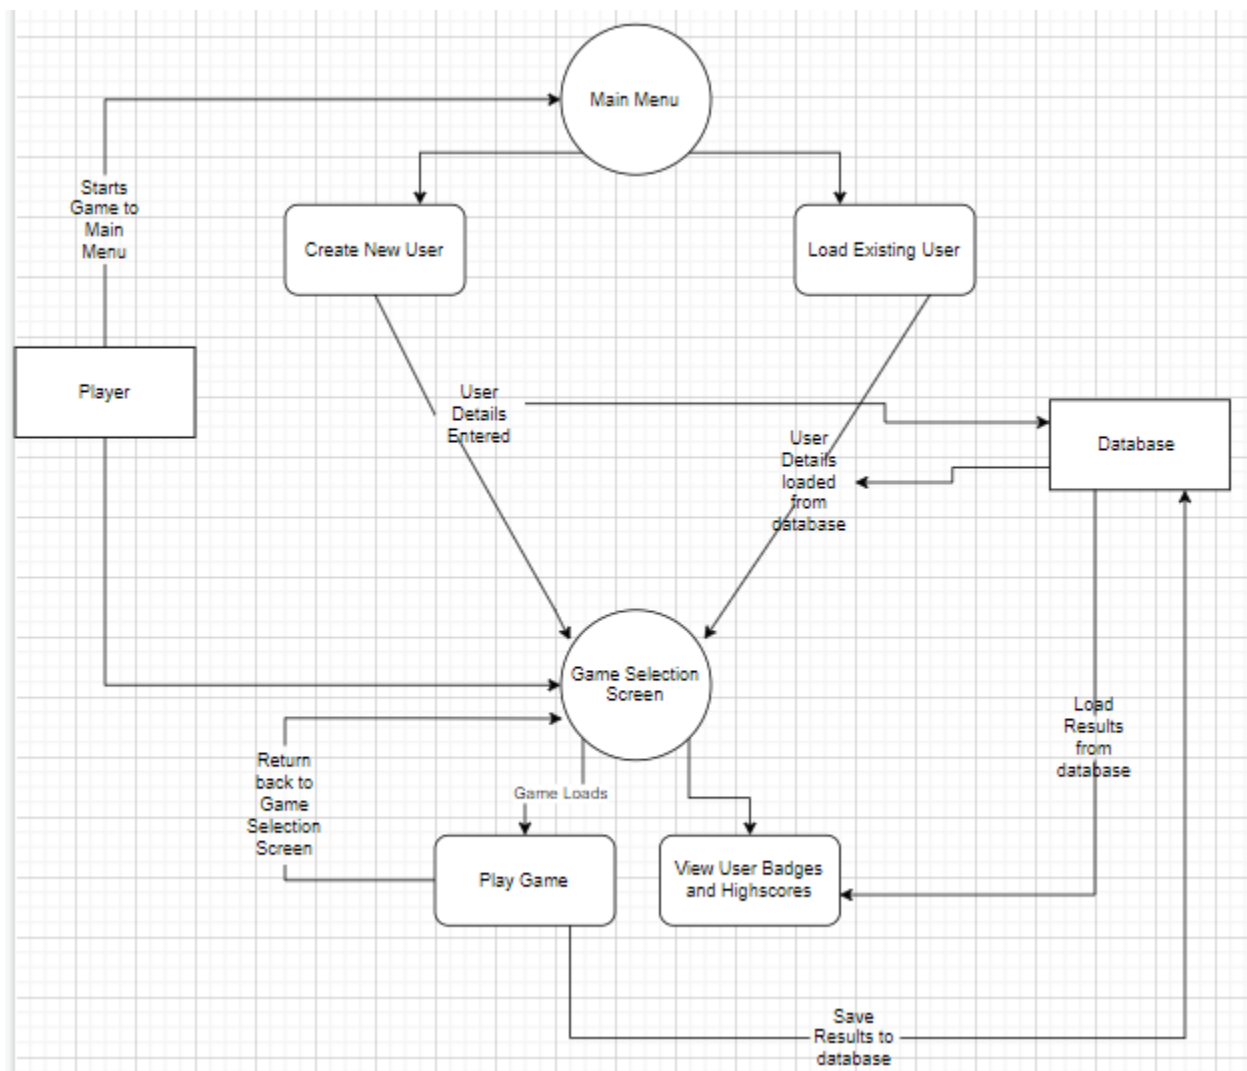 Main Menu
Starts
Game to
Main
Menu
Create New User
Load Existing User
Player
User
Details
Entered
User
Details
loaded
from
database
Database
Game Selection
Screen
Load
Results
from
database
Return
back to
Game
Selection
Screen
Game Loads
Play Game
View User Badges
and Highscores
Save
Results to
database